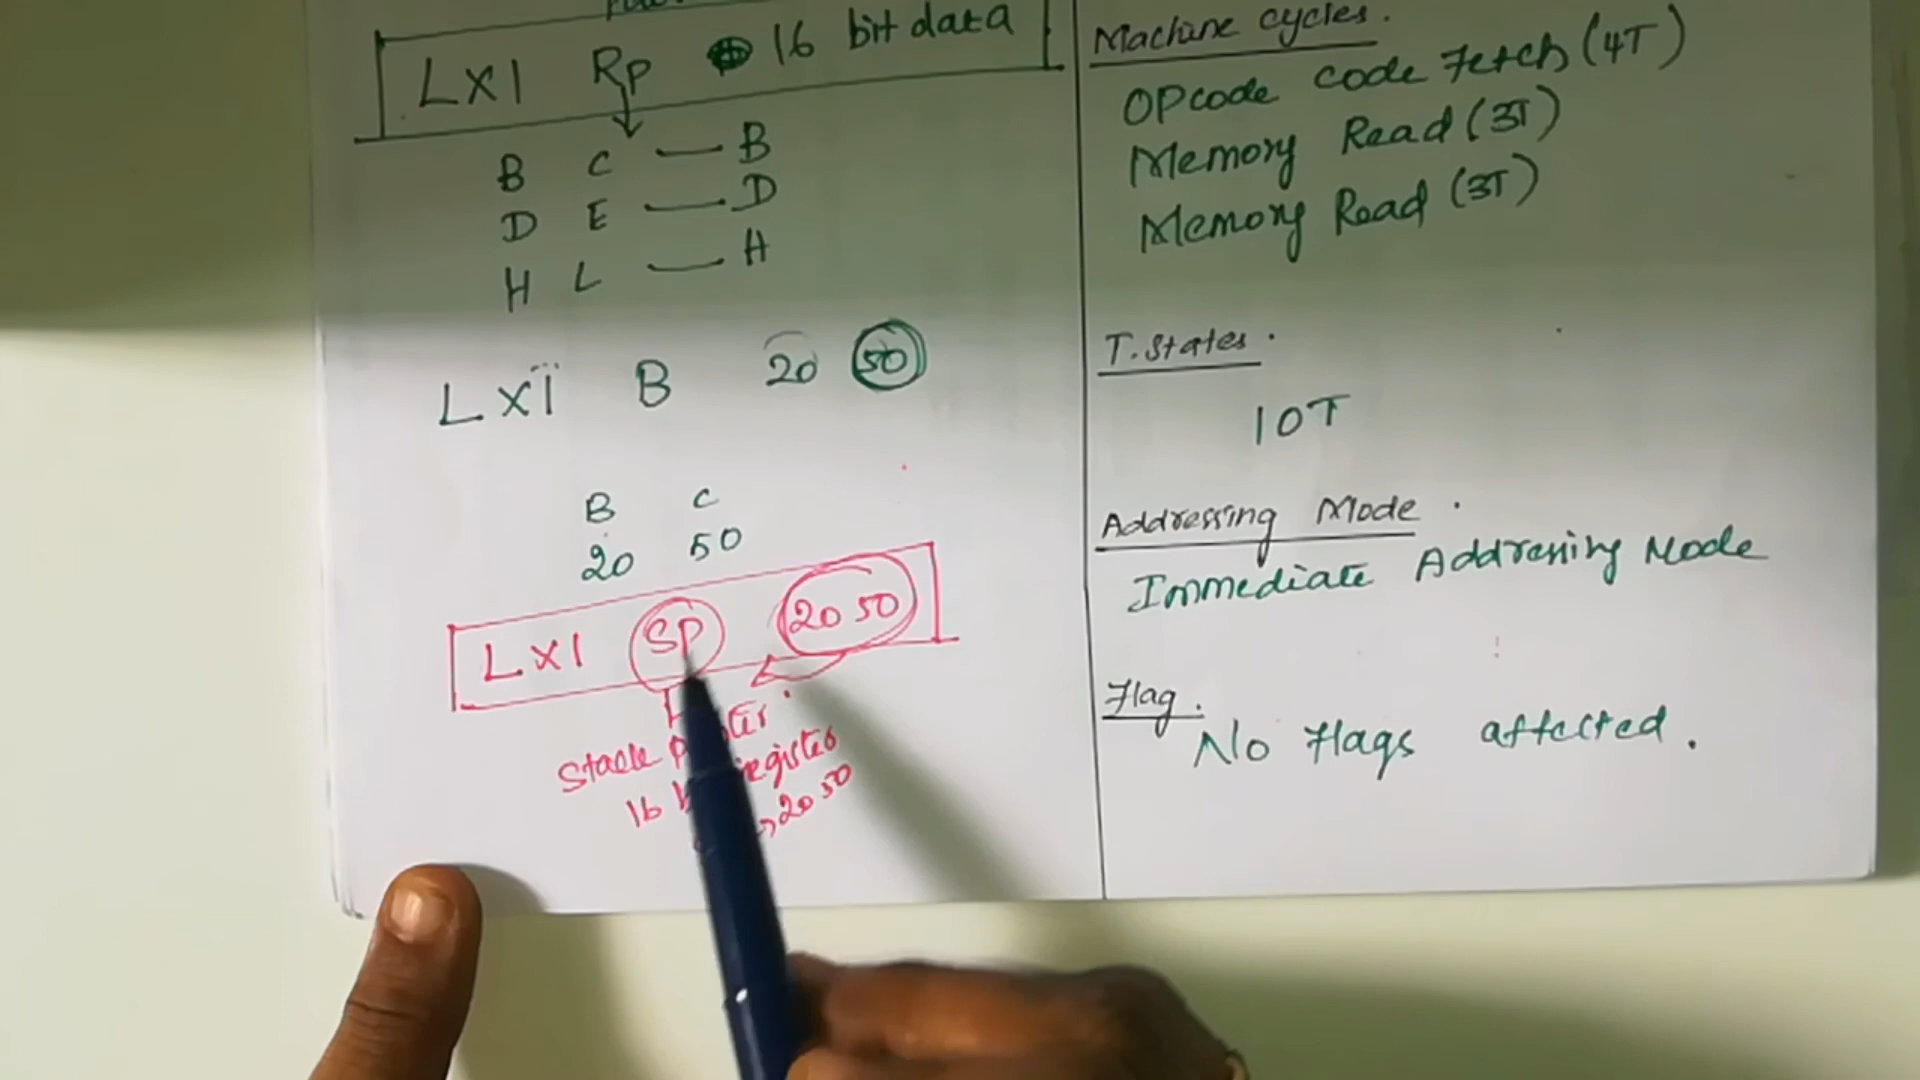 LXI Rp 16 bit data
B C — B
D E — D
H L — H
LXI B 20 50
B C
20 50
LXI SP 20 50
Stack
16
2050
Machine cycles.
OPcode code Fetch (4T)
Memory Read (3T)
Memory Read (3T)
T. States.
10T
Addressing Mode.
Immediate Addressing Mode
Flag.
No Flags affected.